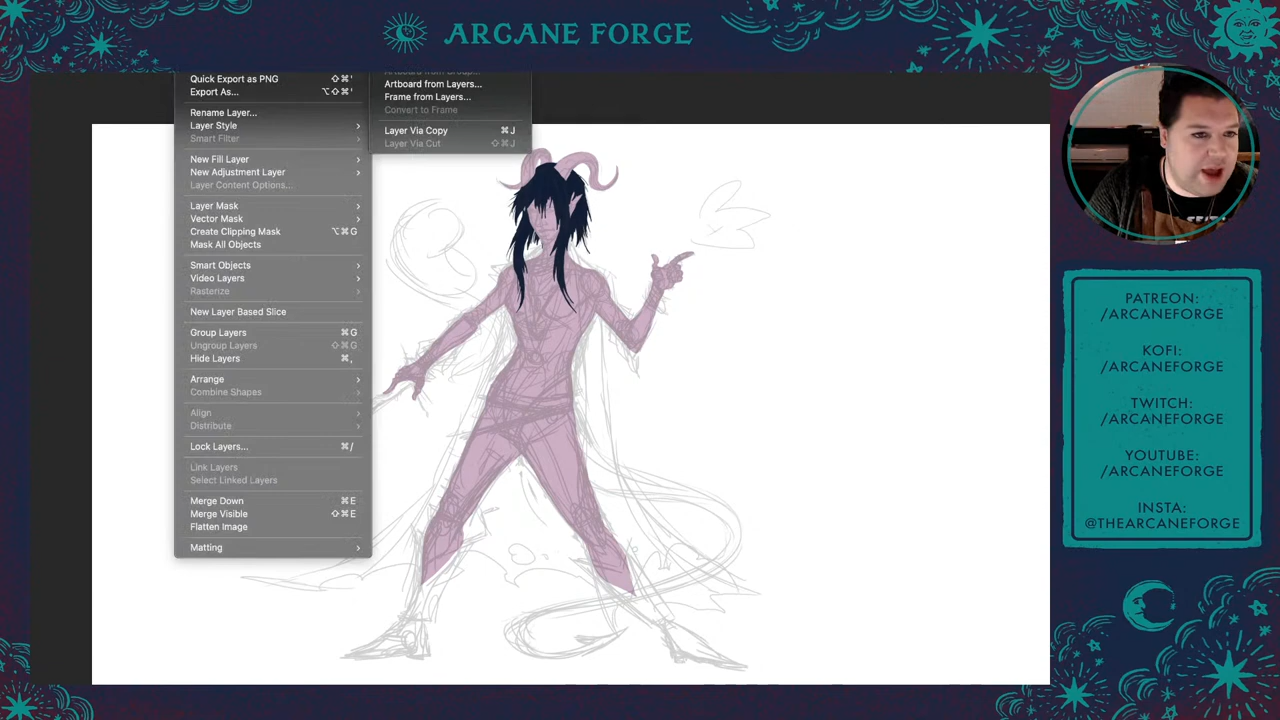 ARCANE FORGE
Quick Export as PNG ⇧⌘'
Export As... ⌥⇧⌘'
Rename Layer...
Layer Style
Smart Filter
New Fill Layer
New Adjustment Layer
Layer Content Options...
Layer Mask
Vector Mask
Create Clipping Mask ⌥⌘G
Mask All Objects
Smart Objects
Video Layers
Rasterize
New Layer Based Slice
Group Layers ⌘G
Ungroup Layers ⇧⌘G
Hide Layers ⌘,
Arrange
Combine Shapes
Align
Distribute
Lock Layers... ⌘/
Link Layers
Select Linked Layers
Merge Down ⌘E
Merge Visible ⇧⌘E
Flatten Image
Matting
Artboard from Layers...
Frame from Layers...
Convert to Frame
Layer Via Copy ⌘J
Layer Via Cut ⇧⌘J
PATREON:
/ARCANEFORGE
KOFI:
/ARCANEFORGE
TWITCH:
/ARCANEFORGE
YOUTUBE:
/ARCANEFORGE
INSTA:
@THEARCANEFORGE